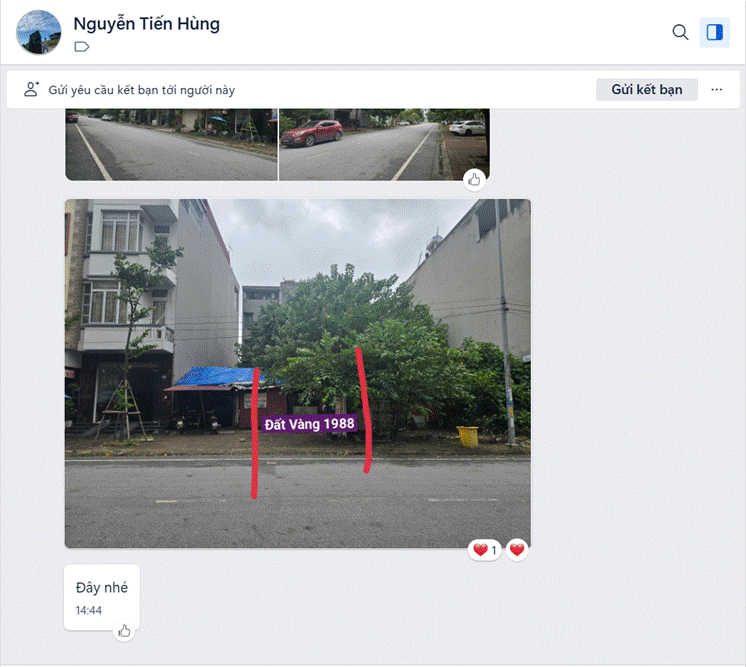 Nguyễn Tiến Hùng
Gửi yêu cầu kết bạn tới người này
Gửi kết bạn
Đất Vàng 1988
1
Đây nhé
14:44